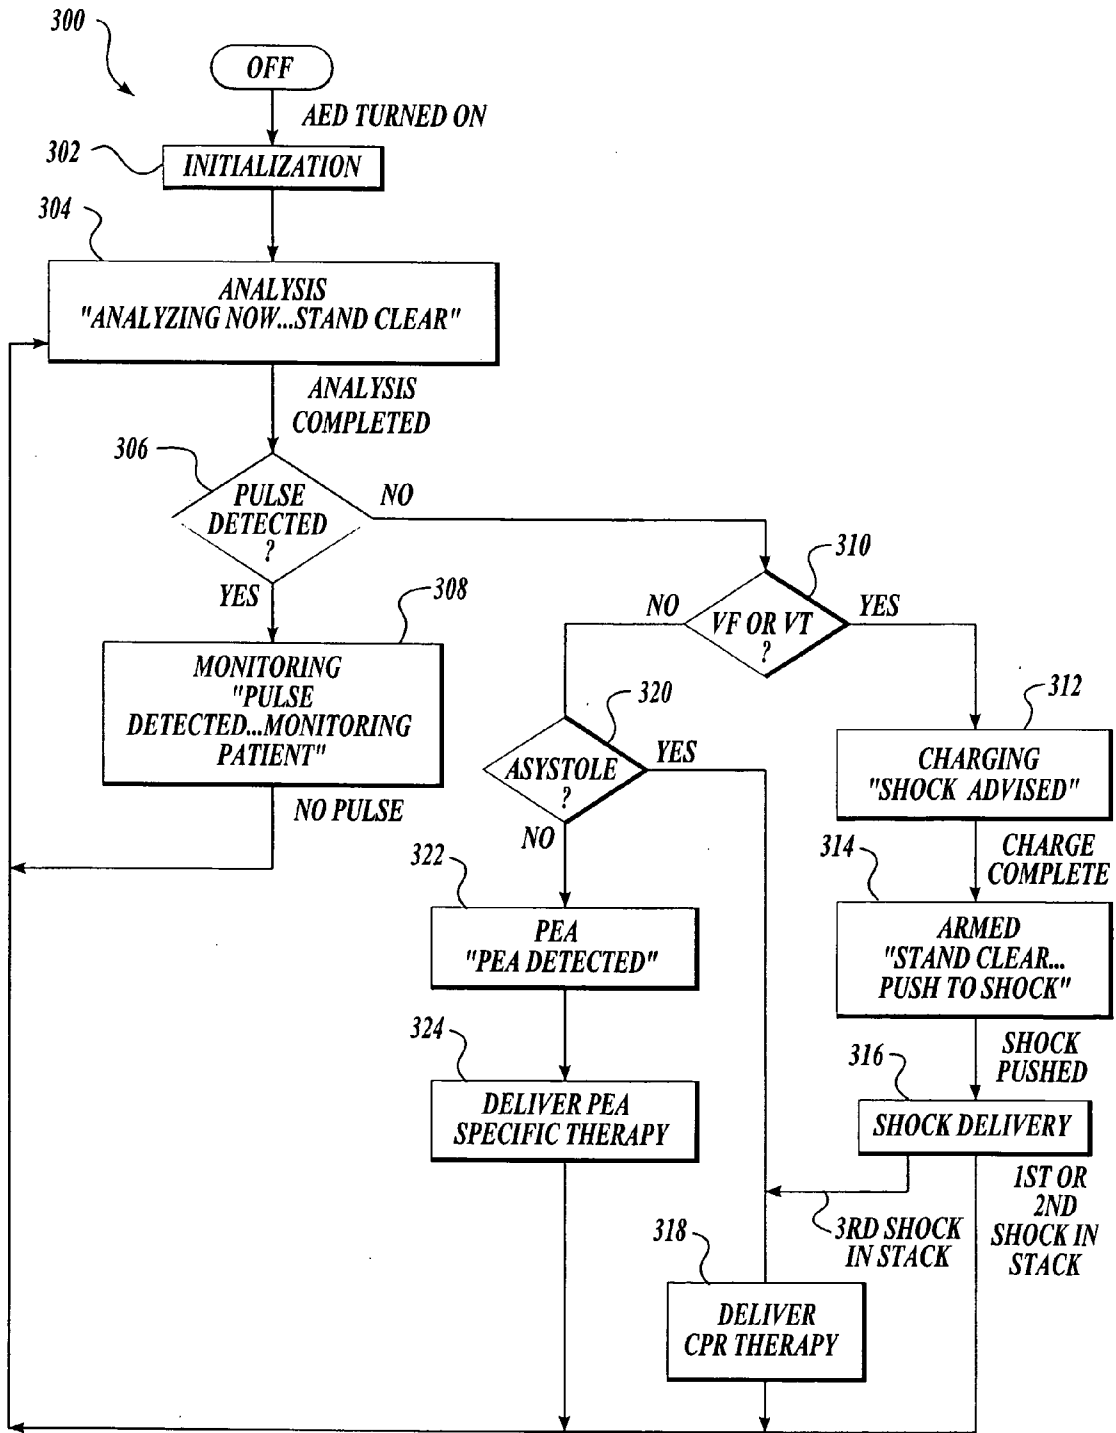 300
OFF
AED TURNED ON
302
INITIALIZATION
304
ANALYSIS
"ANALYZING NOW...STAND CLEAR"
ANALYSIS
COMPLETED
306
PULSE
DETECTED
?
NO
YES
308
MONITORING
"PULSE
DETECTED...MONITORING
PATIENT"
NO PULSE
310
VF OR VT
?
NO
YES
312
CHARGING
"SHOCK ADVISED"
CHARGE
COMPLETE
314
ARMED
"STAND CLEAR...
PUSH TO SHOCK"
SHOCK
PUSHED
316
SHOCK DELIVERY
1ST OR
2ND
SHOCK IN
STACK
3RD SHOCK
IN STACK
320
ASYSTOLE
?
YES
NO
322
PEA
"PEA DETECTED"
324
DELIVER PEA
SPECIFIC THERAPY
318
DELIVER
CPR THERAPY